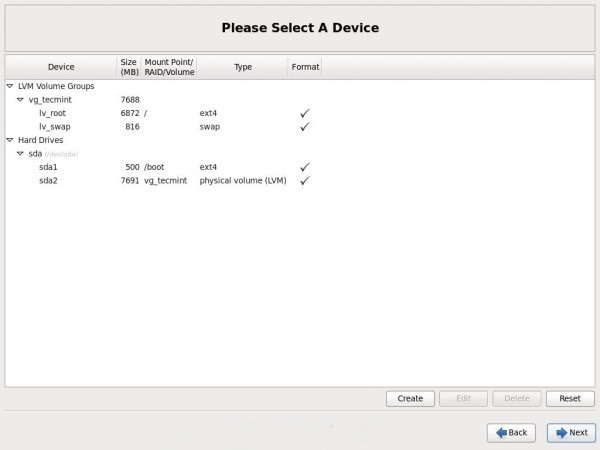 Please Select A Device
Device Size (MB) Mount Point/ RAID/Volume Type Format
LVM Volume Groups
vg_tecmint 7688
lv_root 6872 / ext4
lv_swap 816 swap
Hard Drives
sda (/dev/sda)
sda1 500 /boot ext4
sda2 7691 vg_tecmint physical volume (LVM)
Create Edit Delete Reset
Back Next